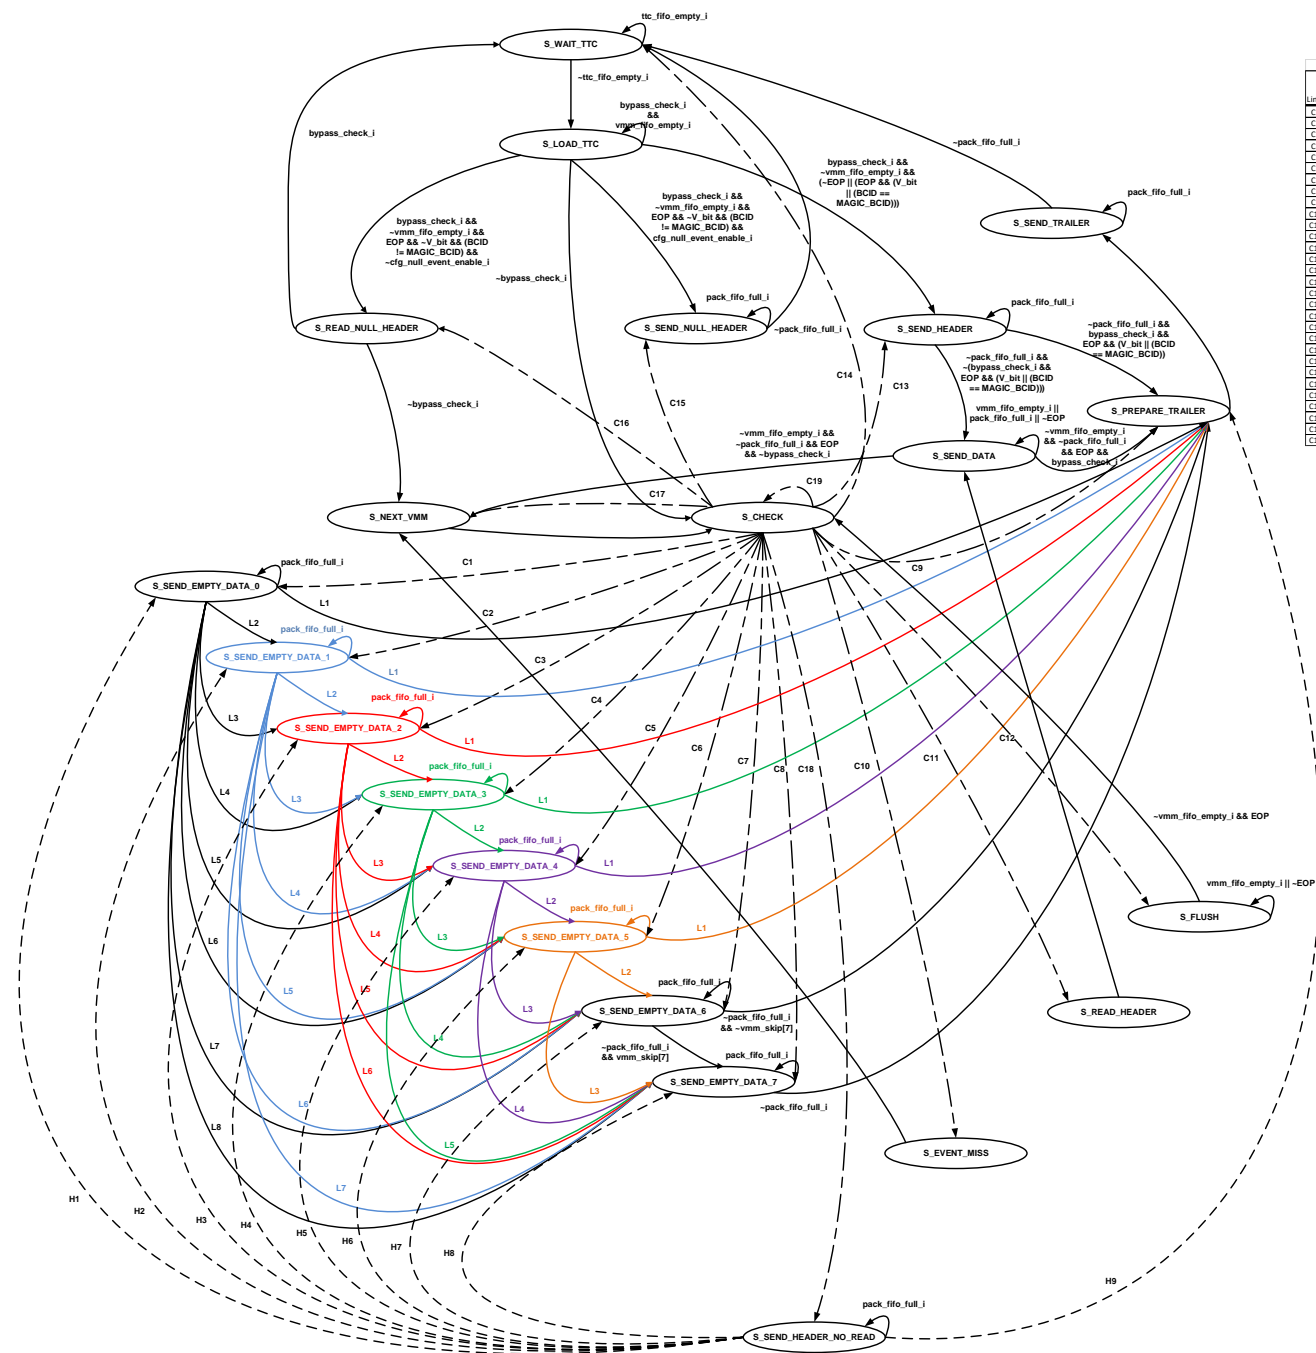 ttc_fifo_empty_i
S_WAIT_TTC
~ttc_fifo_empty_i
bypass_check_i
&&
vmm_fifo_empty_i
S_LOAD_TTC
bypass_check_i
~pack_fifo_full_i
bypass_check_i &&
~vmm_fifo_empty_i &&
(~EOP || (EOP && (V_bit
|| (BCID ==
MAGIC_BCID)))
pack_fifo_full_i
S_SEND_TRAILER
bypass_check_i &&
~vmm_fifo_empty_i &&
EOP && ~V_bit && (BCID
!= MAGIC_BCID) &&
~cfg_null_event_enable_i
bypass_check_i &&
~vmm_fifo_empty_i &&
EOP && ~V_bit && (BCID
!= MAGIC_BCID) &&
cfg_null_event_enable_i
~bypass_check_i
pack_fifo_full_i
pack_fifo_full_i
S_READ_NULL_HEADER
S_SEND_NULL_HEADER
~pack_fifo_full_i
S_SEND_HEADER
~pack_fifo_full_i &&
bypass_check_i &&
EOP && (V_bit || (BCID
== MAGIC_BCID))
~pack_fifo_full_i &&
~(bypass_check_i &&
EOP && (V_bit || (BCID
== MAGIC_BCID)))
C14
C13
C15
C16
~bypass_check_i
S_PREPARE_TRAILER
vmm_fifo_empty_i ||
pack_fifo_full_i || ~EOP
~vmm_fifo_empty_i &&
~pack_fifo_full_i && EOP
&& ~bypass_check_i
~vmm_fifo_empty_i
&& ~pack_fifo_full_i
&& EOP &&
bypass_check_i
S_SEND_DATA
C19
C17
S_NEXT_VMM
S_CHECK
C1
C9
pack_fifo_full_i
S_SEND_EMPTY_DATA_0
L1
C2
L2
pack_fifo_full_i
S_SEND_EMPTY_DATA_1
L1
C3
L2
C4
pack_fifo_full_i
L3
S_SEND_EMPTY_DATA_2
L1
C5
C6
C7
C8
C18
C10
C11
C12
L2
pack_fifo_full_i
L4
L3
S_SEND_EMPTY_DATA_3
L1
~vmm_fifo_empty_i && EOP
L2
pack_fifo_full_i
L5
L3
S_SEND_EMPTY_DATA_4
L1
vmm_fifo_empty_i || ~EOP
L4
L2
pack_fifo_full_i
S_FLUSH
L6
L4
L3
S_SEND_EMPTY_DATA_5
L1
L5
L5
L2
pack_fifo_full_i
L7
L3
S_SEND_EMPTY_DATA_6
~pack_fifo_full_i
&& ~vmm_skip[7]
S_READ_HEADER
L4
~pack_fifo_full_i
&& vmm_skip[7]
pack_fifo_full_i
L6
L3
S_SEND_EMPTY_DATA_7
~pack_fifo_full_i
L8
L6
L4
L5
S_EVENT_MISS
L7
H1
H2
H3
H4
H5
H6
H7
H8
H9
pack_fifo_full_i
S_SEND_HEADER_NO_READ